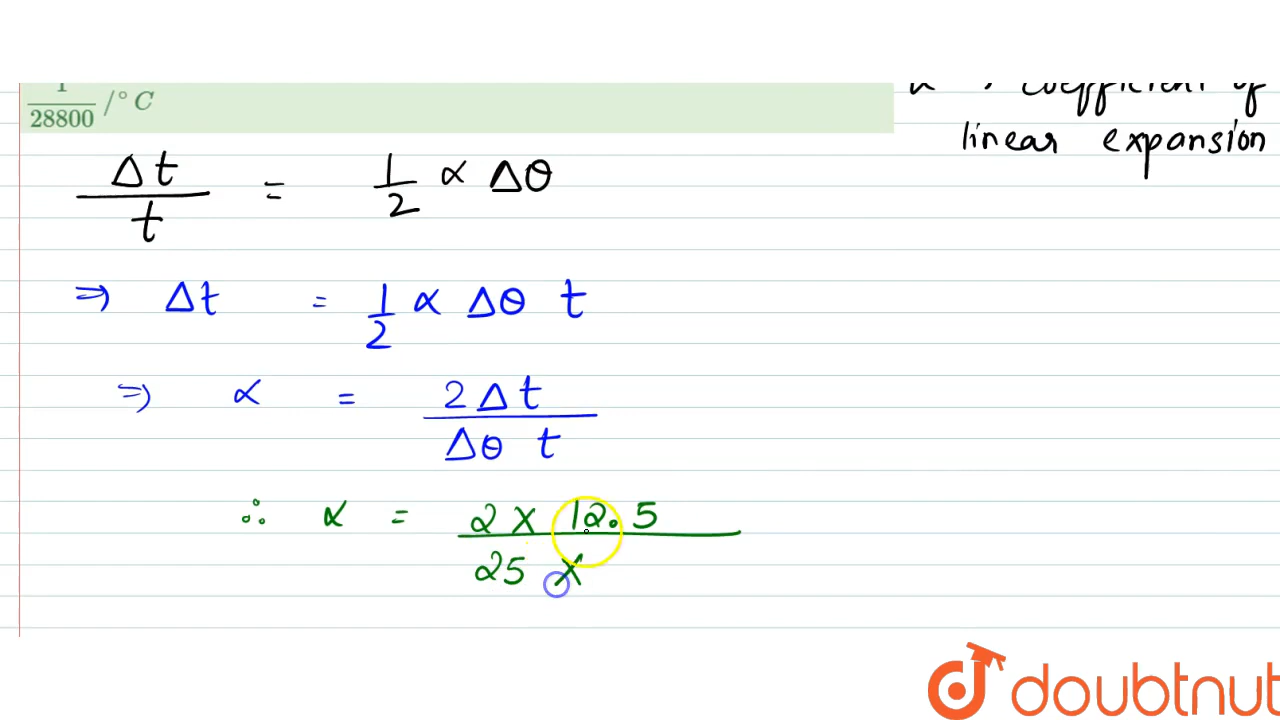 1/28800 /° C
coefficient of
linear expansion
Δt/t = 1/2 ∝ Δθ
⇒ Δt = 1/2 ∝ Δθ t
⇒ ∝ = 2Δt/Δθ t
∴ ∝ = 2 × 12.5/25 ×
doubtnut